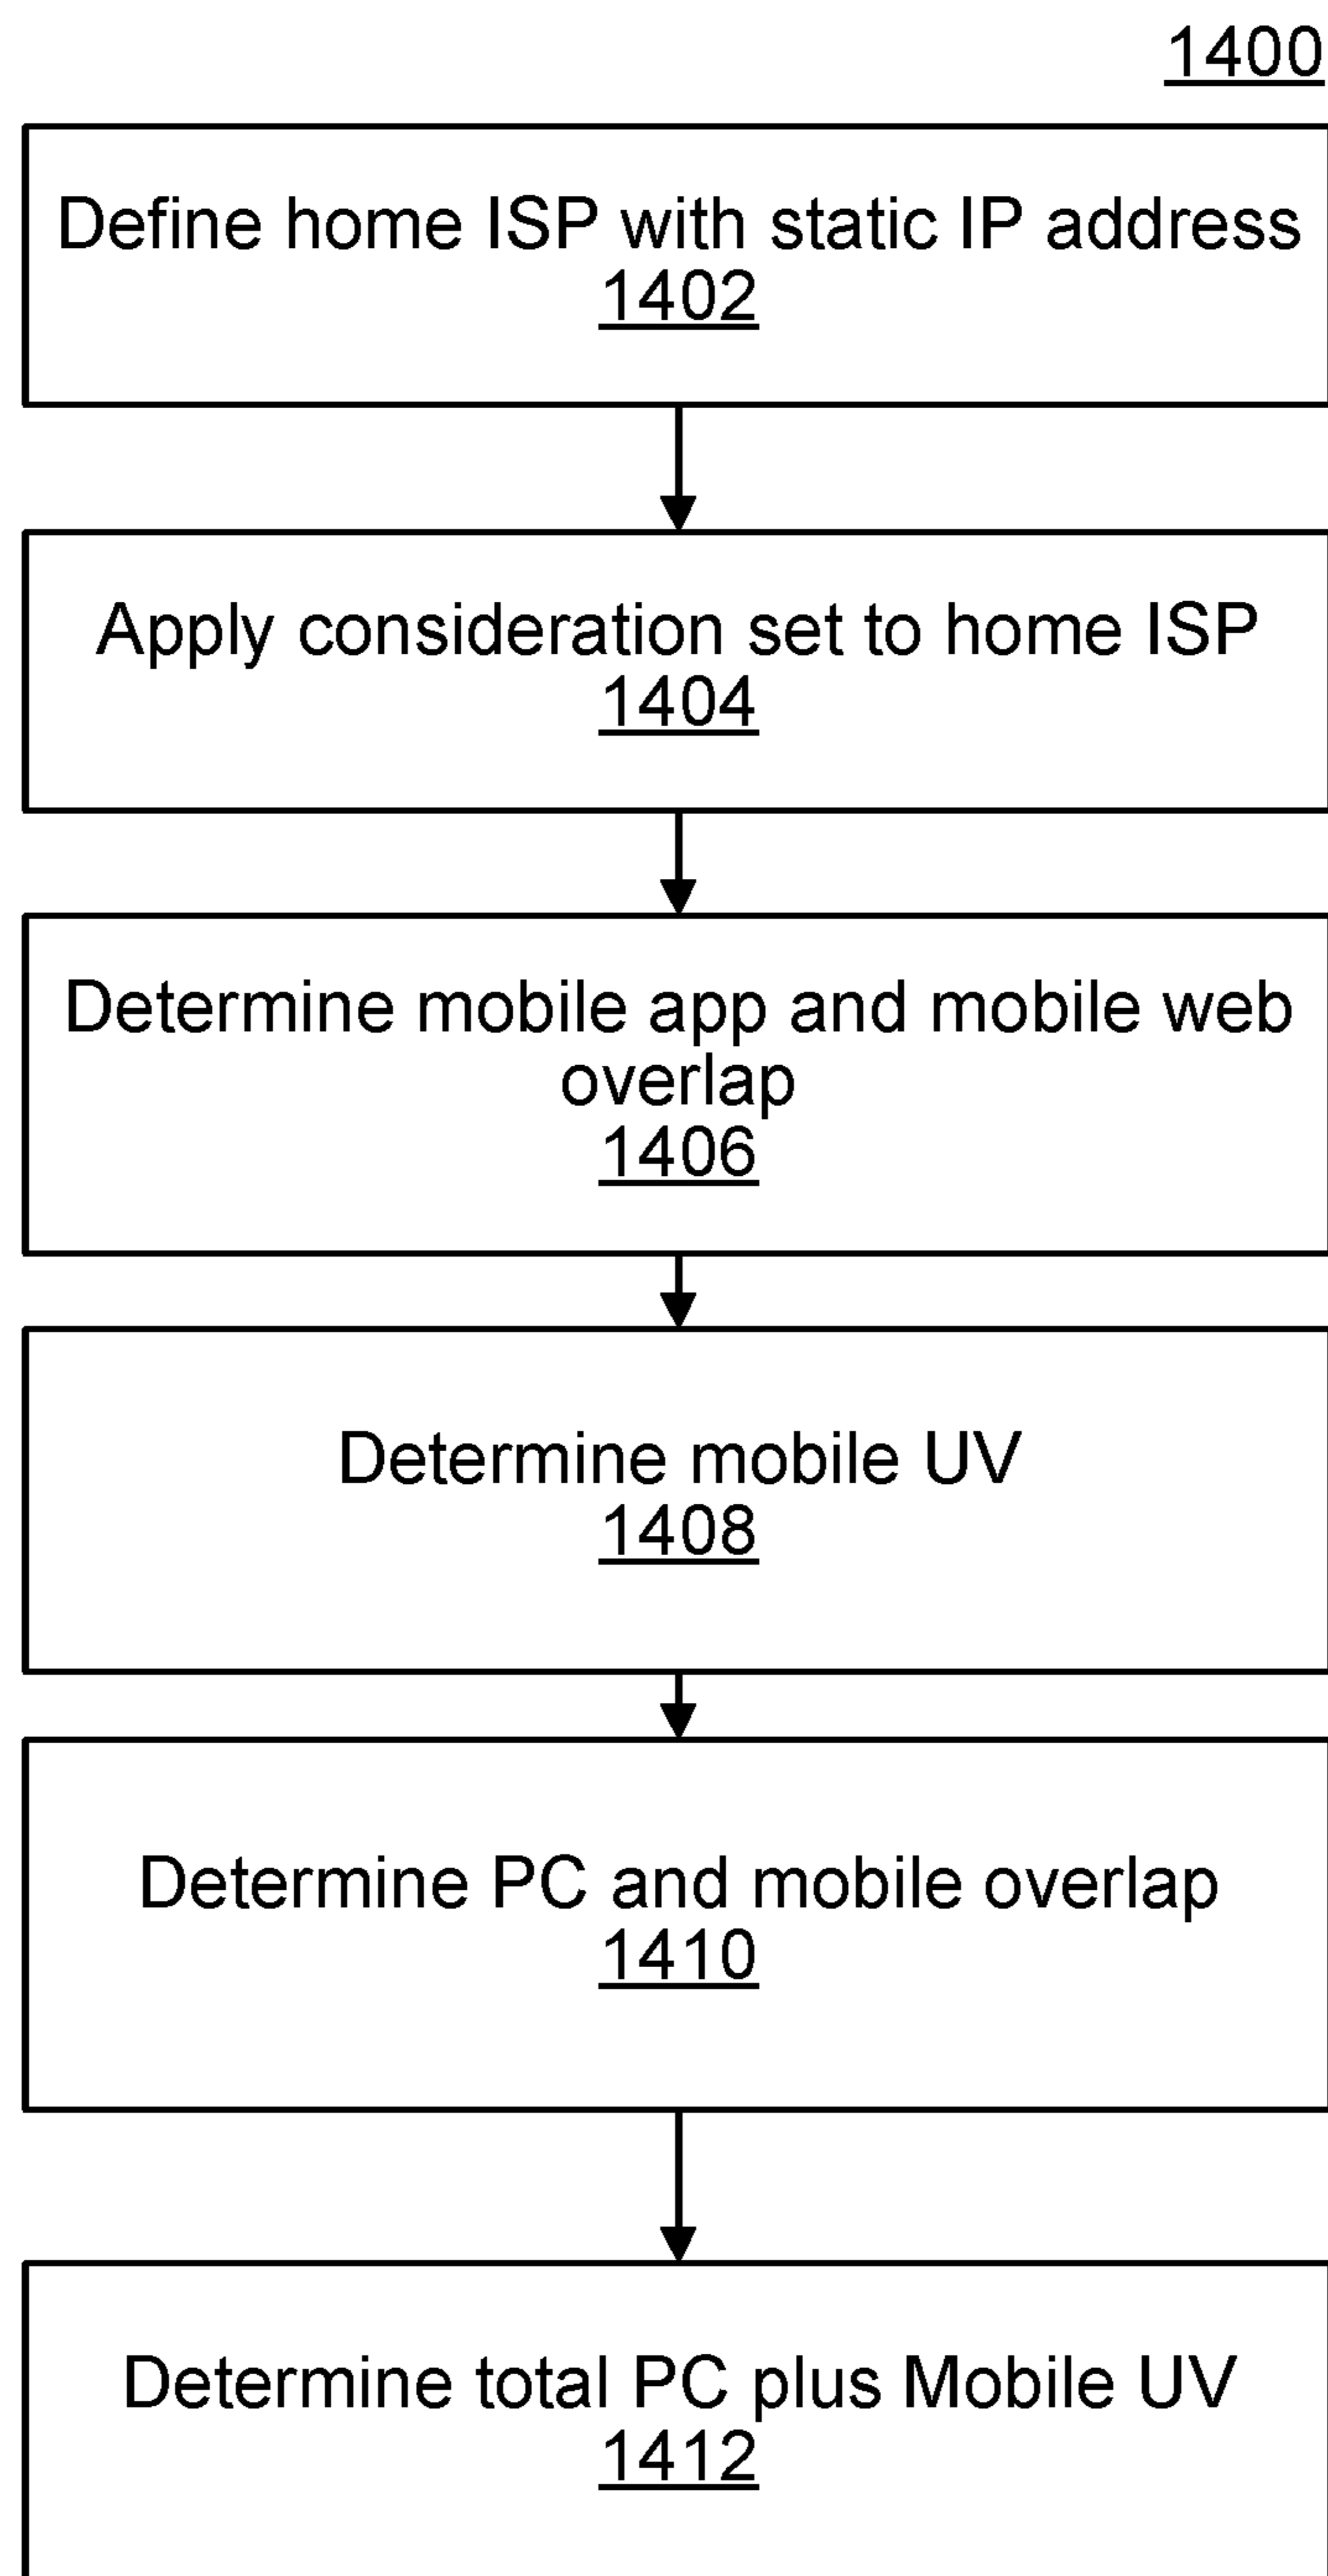 1400
Define home ISP with static IP address
1402
Apply consideration set to home ISP
1404
Determine mobile app and mobile web
overlap
1406
Determine mobile UV
1408
Determine PC and mobile overlap
1410
Determine total PC plus Mobile UV
1412